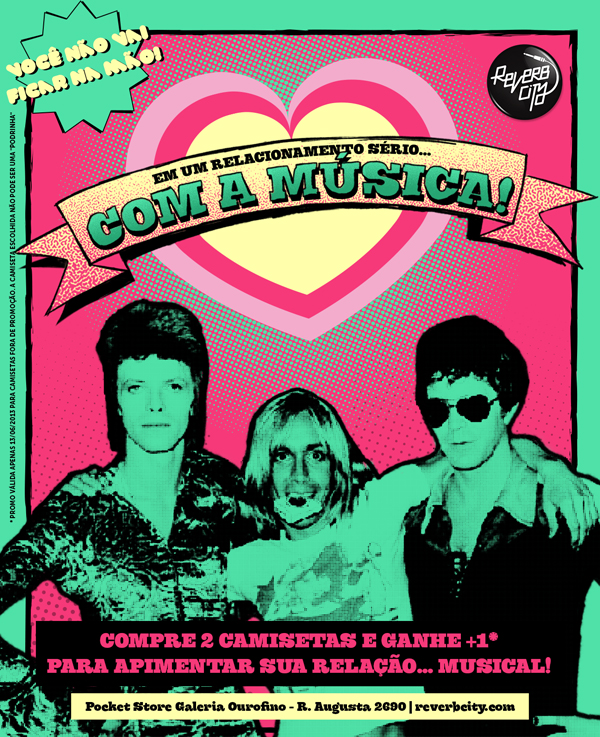 VOCÊ NÃO VAI
FICAR NA MÃO!
REVERB
CITY
EM UM RELACIONAMENTO SÉRIO...
COM A MÚSICA!
* PROMO VÁLIDA APENAS 13/06/2013 PARA CAMISETAS FORA DE PROMOÇÃO. A CAMISETA ESCOLHIDA NÃO PODE SER UMA "PODRINHA"
COMPRE 2 CAMISETAS E GANHE +1*
PARA APIMENTAR SUA RELAÇÃO... MUSICAL!
Pocket Store Galeria Ourofino - R. Augusta 2690 | reverbcity.com